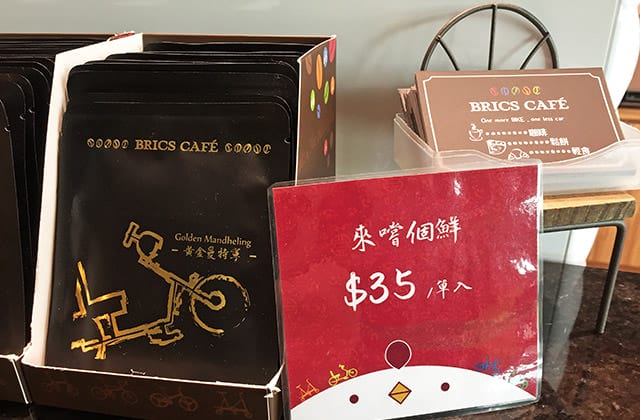 BRICS CAFÉ
Golden Mandheling
- 黃金曼特寧 -
來嚐個鮮
$35 /單入
BRICS CAFÉ
One more BIKE, one less car
咖啡
鬆餅
輕食